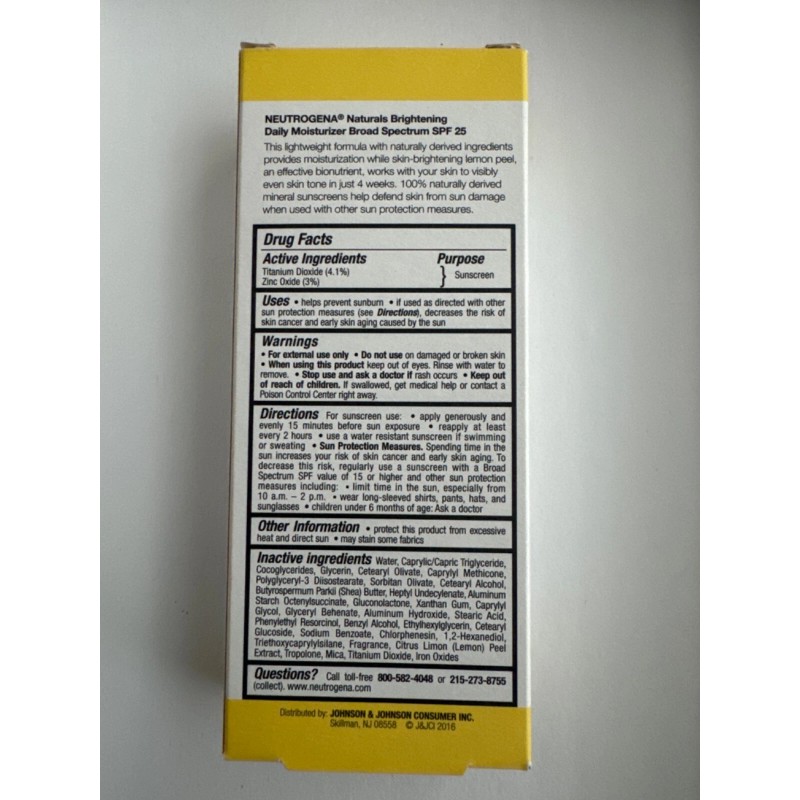 NEUTROGENA® Naturals Brightening
Daily Moisturizer Broad Spectrum SPF 25
This lightweight formula with naturally derived ingredients
provides moisturization while skin-brightening lemon peel,
an effective bionutrient, works with your skin to visibly
even skin tone in just 4 weeks. 100% naturally derived
mineral sunscreens help defend skin from sun damage
when used with other sun protection measures.
Drug Facts
Active Ingredients Purpose
Titanium Dioxide (4.1%)
Zinc Oxide (3%) } Sunscreen
Uses • helps prevent sunburn • if used as directed with other
sun protection measures (see Directions), decreases the risk of
skin cancer and early skin aging caused by the sun
Warnings
• For external use only • Do not use on damaged or broken skin
• When using this product keep out of eyes. Rinse with water to
remove. • Stop use and ask a doctor if rash occurs • Keep out
of reach of children. If swallowed, get medical help or contact a
Poison Control Center right away.
Directions For sunscreen use: • apply generously and
evenly 15 minutes before sun exposure • reapply at least
every 2 hours • use a water resistant sunscreen if swimming
or sweating • Sun Protection Measures. Spending time in the
sun increases your risk of skin cancer and early skin aging. To
decrease this risk, regularly use a sunscreen with a Broad
Spectrum SPF value of 15 or higher and other sun protection
measures including: • limit time in the sun, especially from
10 a.m. – 2 p.m. • wear long-sleeved shirts, pants, hats, and
sunglasses • children under 6 months of age: Ask a doctor
Other Information • protect this product from excessive
heat and direct sun • may stain some fabrics
Inactive ingredients Water, Caprylic/Capric Triglyceride,
Cocoglycerides, Glycerin, Cetearyl Olivate, Caprylyl Methicone,
Polyglyceryl-3 Diisostearate, Sorbitan Olivate, Cetearyl Alcohol,
Butyrospermum Parkii (Shea) Butter, Heptyl Undecylenate, Aluminum
Starch Octenylsuccinate, Gluconolactone, Xanthan Gum, Caprylyl
Glycol, Glyceryl Behenate, Aluminum Hydroxide, Stearic Acid,
Phenylethyl Resorcinol, Benzyl Alcohol, Ethylhexylglycerin, Cetearyl
Glucoside, Sodium Benzoate, Chlorphenesin, 1,2-Hexanediol,
Triethoxycaprylylsilane, Fragrance, Citrus Limon (Lemon) Peel
Extract, Tropolone, Mica, Titanium Dioxide, Iron Oxides
Questions? Call toll-free 800-582-4048 or 215-273-8755
(collect). www.neutrogena.com
Distributed by: JOHNSON & JOHNSON CONSUMER INC.
Skillman, NJ 08558 © J&JCI 2016